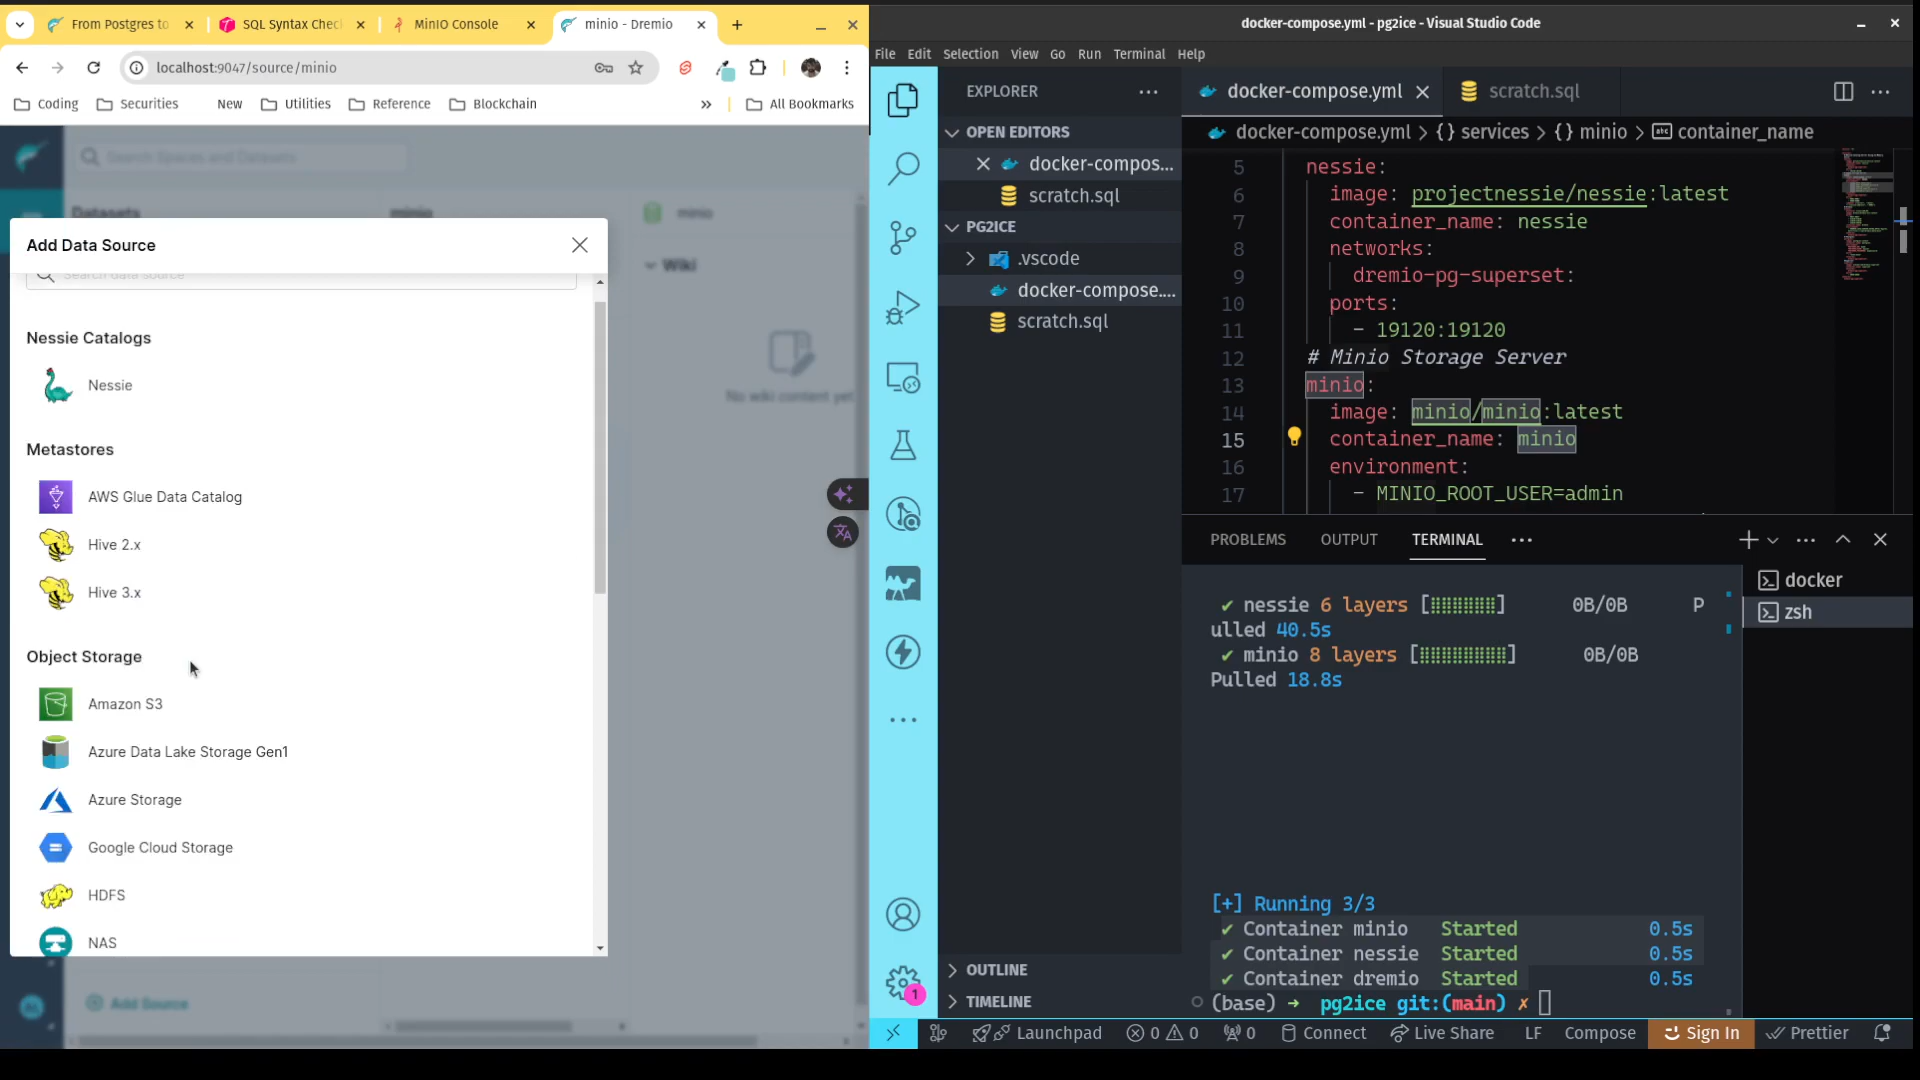 From Postgres to
SQL Syntax Chec
MinIO Console
minio - Dremio
localhost:9047/source/minio
Coding
Securities
New
Utilities
Reference
Blockchain
»
All Bookmarks
Search Spaces and Datasets
Datasets
minio
minio
Wiki
No wiki content yet
Add Data Source
Search data source
Nessie Catalogs
Nessie
Metastores
AWS Glue Data Catalog
Hive 2.x
Hive 3.x
Object Storage
Amazon S3
Azure Data Lake Storage Gen1
Azure Storage
Google Cloud Storage
HDFS
NAS
Add Source
docker-compose.yml - pg2ice - Visual Studio Code
File Edit Selection View Go Run Terminal Help
EXPLORER
OPEN EDITORS
docker-compos...
scratch.sql
PG2ICE
.vscode
docker-compose....
scratch.sql
OUTLINE
TIMELINE
1
docker-compose.yml
scratch.sql
docker-compose.yml > {} services > {} minio > container_name
5 nessie:
6 image: projectnessie/nessie:latest
7 container_name: nessie
8 networks:
9 dremio-pg-superset:
10 ports:
11 - 19120:19120
12 # Minio Storage Server
13 minio:
14 image: minio/minio:latest
15 container_name: minio
16 environment:
17 - MINIO_ROOT_USER=admin
PROBLEMS OUTPUT TERMINAL
docker
zsh
✔ nessie 6 layers [⣿⣿⣿⣿⣿⣿] 0B/0B P
ulled 40.5s
✔ minio 8 layers [⣿⣿⣿⣿⣿⣿⣿⣿] 0B/0B
Pulled 18.8s
[+] Running 3/3
✔ Container minio Started 0.5s
✔ Container nessie Started 0.5s
✔ Container dremio Started 0.5s
(base) → pg2ice git:(main) ✗
Launchpad
0
0
0
Connect
Live Share
LF
Compose
Sign In
Prettier